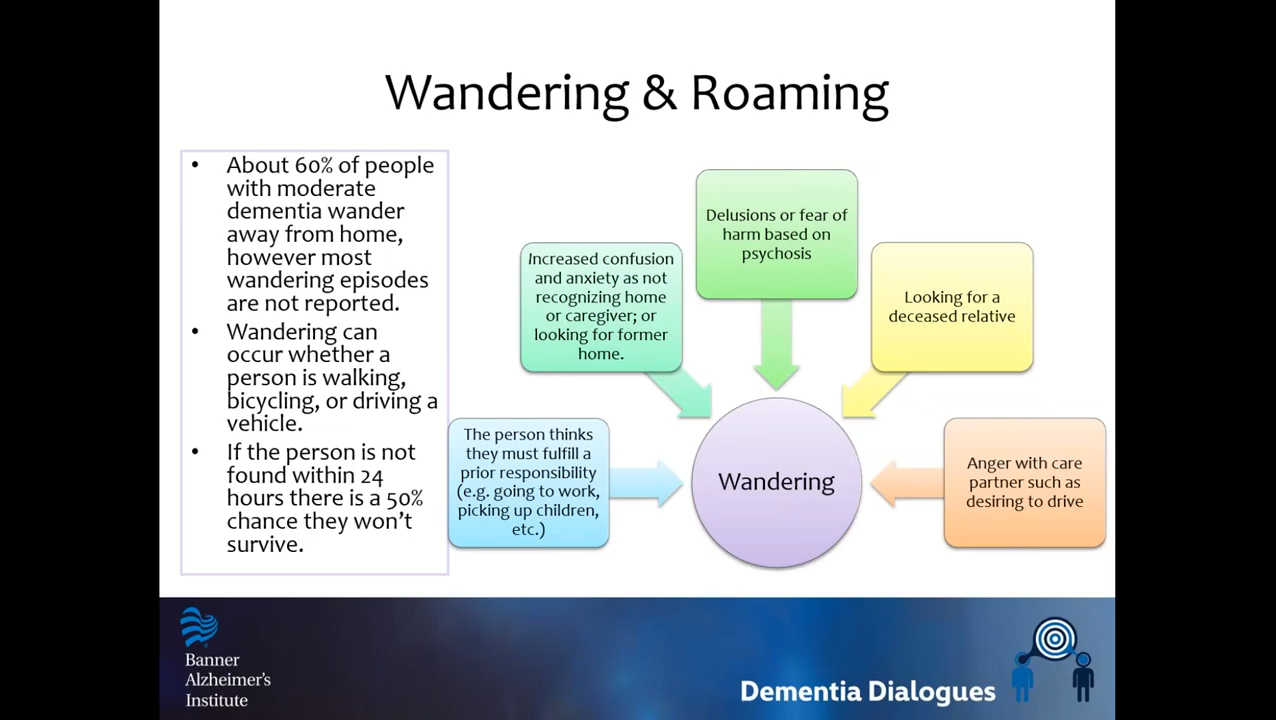 Wandering & Roaming
• About 60% of people
with moderate
dementia wander
away from home,
however most
wandering episodes
are not reported.
• Wandering can
occur whether a
person is walking,
bicycling, or driving a
vehicle.
• If the person is not
found within 24
hours there is a 50%
chance they won't
survive.
The person thinks
they must fulfill a
prior responsibility
(e.g. going to work,
picking up children,
etc.)
Increased confusion
and anxiety as not
recognizing home
or caregiver; or
looking for former
home.
Delusions or fear of
harm based on
psychosis
Looking for a
deceased relative
Anger with care
partner such as
desiring to drive
Wandering
Banner
Alzheimer's
Institute
Dementia Dialogues